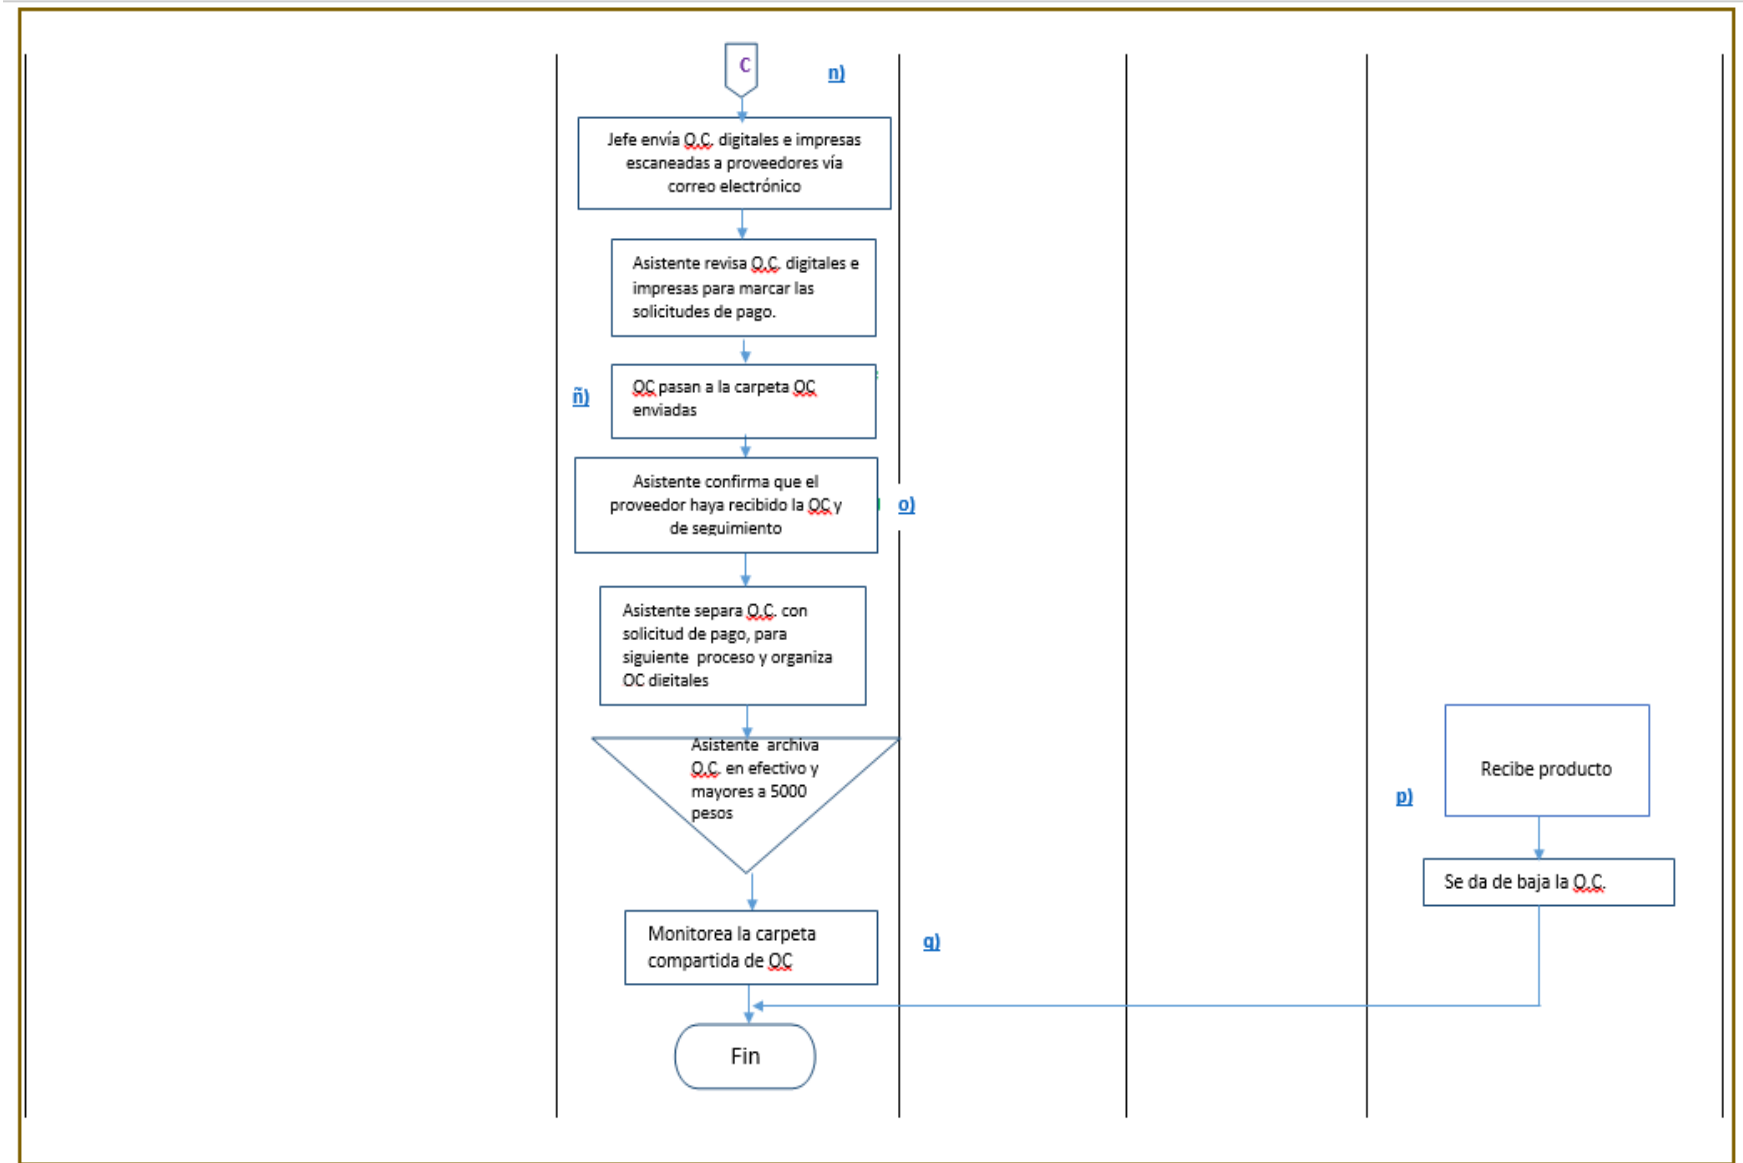 C
n)
Jefe envía O.C. digitales e impresas
escaneadas a proveedores vía
correo electrónico
Asistente revisa O.C. digitales e
impresas para marcar las
solicitudes de pago.
ñ)
OC pasan a la carpeta OC
enviadas
Asistente confirma que el
proveedor haya recibido la OC y
de seguimiento
o)
Asistente separa O.C. con
solicitud de pago, para
siguiente proceso y organiza
OC digitales
Asistente archiva
O.C. en efectivo y
mayores a 5000
pesos
Recibe producto
p)
Se da de baja la O.C.
Monitorea la carpeta
compartida de OC
q)
Fin